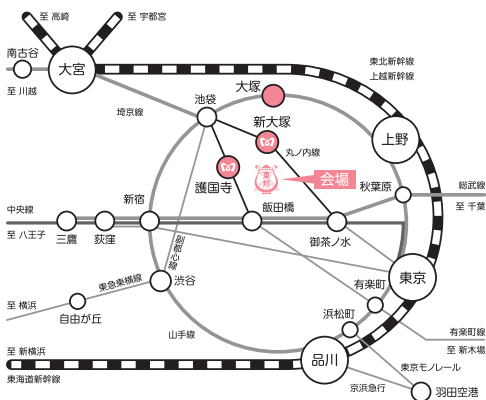 至 高崎
至 宇都宮
南古谷
大宮
至 川越
東北新幹線
上越新幹線
大塚
池袋
埼京線
新大塚
上野
丸ノ内線
護国寺
会場
秋葉原
総武線
至 千葉
新宿
飯田橋
中央線
至 八王子
三鷹
荻窪
御茶ノ水
副都心線
東京
渋谷
東急東横線
有楽町
至 横浜
自由が丘
浜松町
山手線
有楽町線
至 新木場
至 新横浜
品川
東海道新幹線
東京モノレール
京浜急行
羽田空港